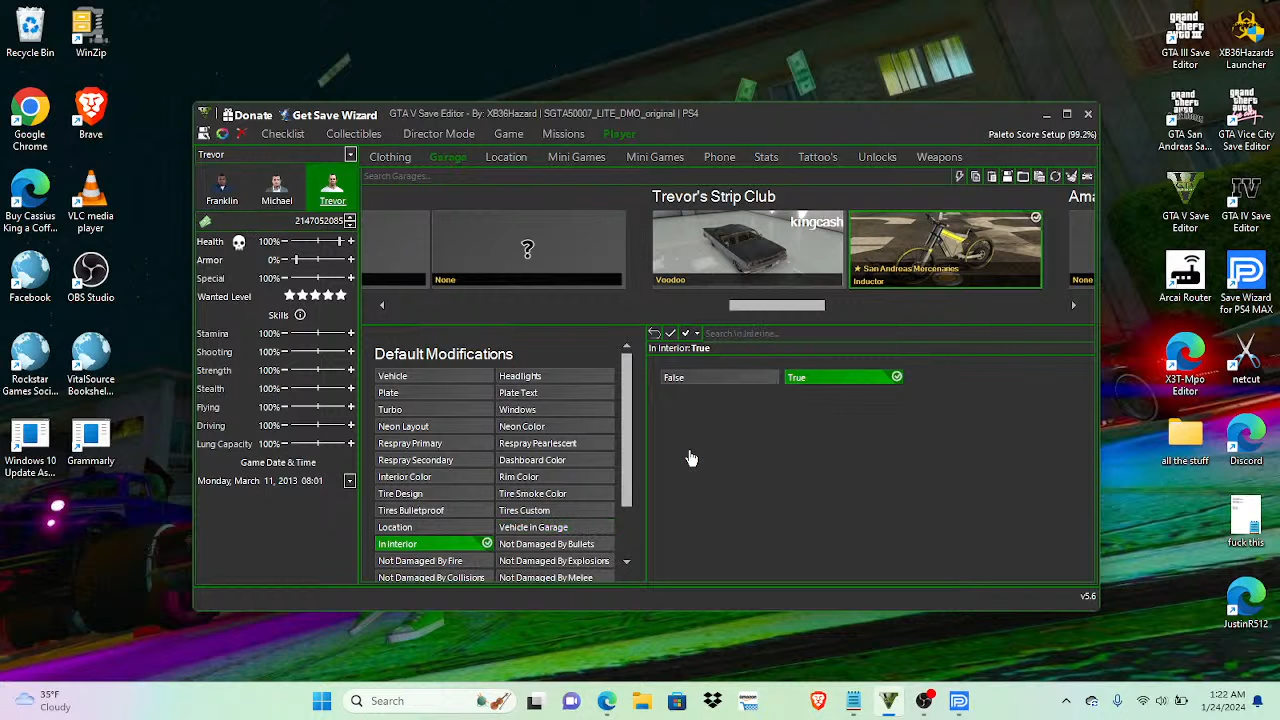 Recycle Bin
WinZip
Google Chrome
Brave
Buy Cassius King a Coff...
VLC media player
Facebook
OBS Studio
Rockstar Games Soci...
VitalSource Bookshel...
Windows 10 Update As...
Grammarly
Donate
Get Save Wizard
GTA V Save Editor - By XB36Hazard | SGTA50007_LITE_DMO_original | PS4
Checklist
Collectibles
Director Mode
Game
Missions
Player
Paleto Score Setup (99.2%)
Trevor
Franklin
Michael
Trevor
2147052085
Health 100%
Armor 0%
Special 100%
Wanted Level
Skills
Stamina 100%
Shooting 100%
Strength 100%
Stealth 100%
Flying 100%
Driving 100%
Lung Capacity 100%
Game Date & Time
Monday, March 11, 2013 08:01
Clothing
Garage
Location
Mini Games
Mini Games
Phone
Stats
Tattoo's
Unlocks
Weapons
Search Garages...
Trevor's Strip Club
Ama
?
None
kingcash
Voodoo
★ San Andreas Mercenaries
Inductor
None
Default Modifications
Vehicle
Headlights
Plate
Plate Text
Turbo
Windows
Neon Layout
Neon Color
Respray Primary
Respray Pearlescent
Respray Secondary
Dashboard Color
Interior Color
Rim Color
Tire Design
Tire Smoke Color
Tires Bulletproof
Tires Custom
Location
Vehicle in Garage
In Interior
Not Damaged By Bullets
Not Damaged By Fire
Not Damaged By Explosions
Not Damaged By Collisions
Not Damaged By Melee
In Interior: True
False
True
v5.6
GTA III Save Editor
XB36Hazards Launcher
GTA San Andreas Sa...
GTA Vice City Save Editor
GTA V Save Editor
GTA IV Save Editor
Arcai Router
Save Wizard for PS4 MAX
X3T-Mpo Editor
netcut
all the stuff
Discord
fuck this
JustinR512
35°F
Cloudy
Search
amazon
1:22 AM
1/24/2024